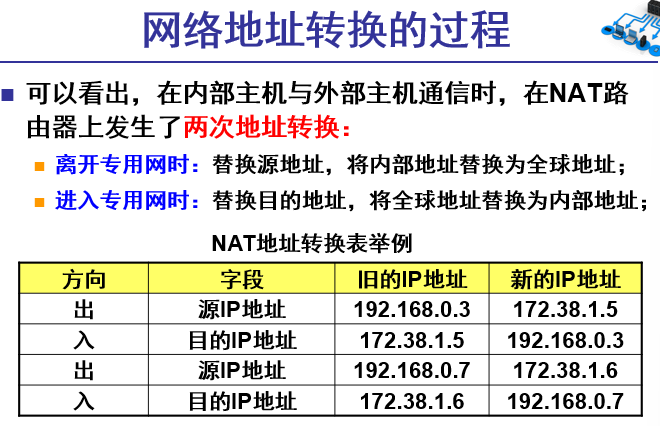 网络地址转换的过程
可以看出，在内部主机与外部主机通信时，在NAT路
由器上发生了两次地址转换：
离开专用网时：替换源地址，将内部地址替换为全球地址；
进入专用网时：替换目的地址，将全球地址替换为内部地址；
NAT地址转换表举例
方向 字段 旧的IP地址 新的IP地址
出 源IP地址 192.168.0.3 172.38.1.5
入 目的IP地址 172.38.1.5 192.168.0.3
出 源IP地址 192.168.0.7 172.38.1.6
入 目的IP地址 172.38.1.6 192.168.0.7